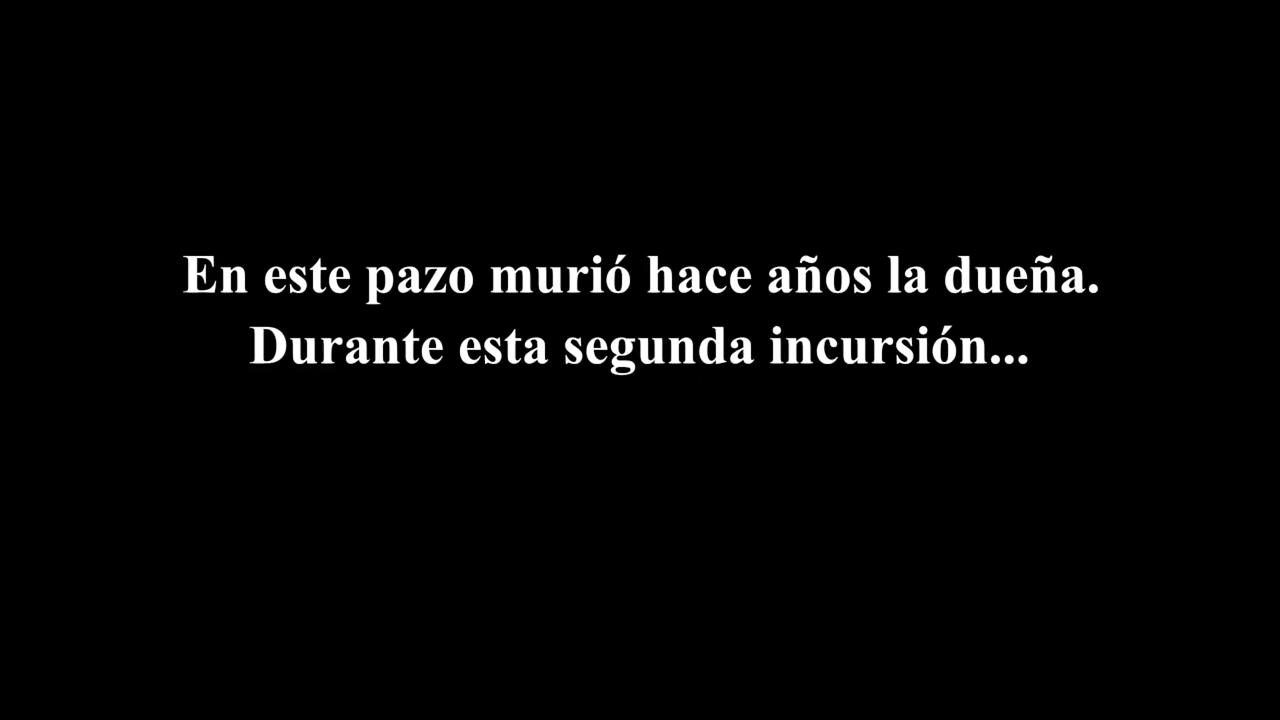 En este pazo murió hace años la dueña.
Durante esta segunda incursión...